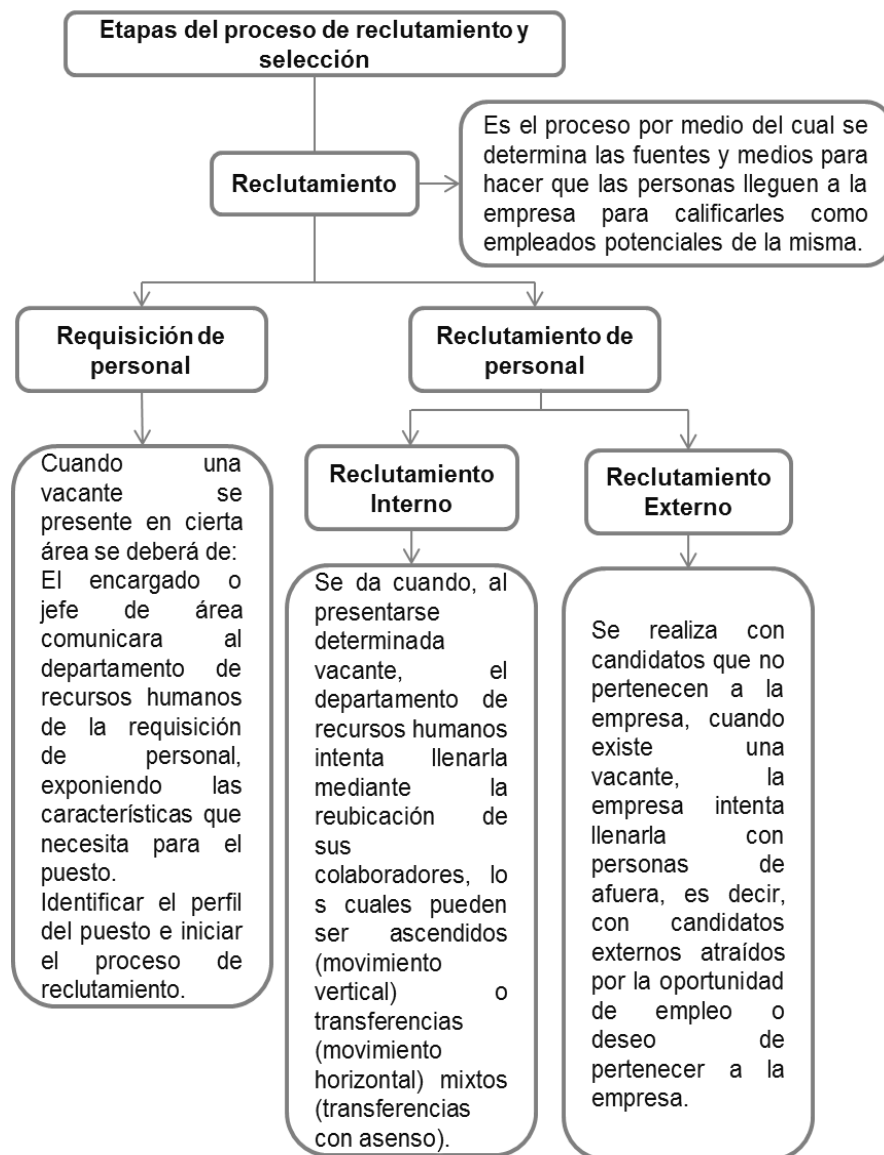 Etapas del proceso de reclutamiento y
selección
Reclutamiento
Es el proceso por medio del cual se
determina las fuentes y medios para
hacer que las personas lleguen a la
empresa para calificarles como
empleados potenciales de la misma.
Requisición de
personal
Reclutamiento de
personal
Cuando una
vacante se
presente en cierta
área se deberá de:
El encargado o
jefe de área
comunicara al
departamento de
recursos humanos
de la requisición
de personal,
exponiendo las
características que
necesita para el
puesto.
Identificar el perfil
del puesto e iniciar
el proceso de
reclutamiento.
Reclutamiento
Interno
Reclutamiento
Externo
Se da cuando, al
presentarse
determinada
vacante, el
departamento de
recursos humanos
intenta llenarla
mediante la
reubicación de
sus
colaboradores, lo
s cuales pueden
ser ascendidos
(movimiento
vertical) o
transferencias
(movimiento
horizontal) mixtos
(transferencias
con asenso).
Se realiza con
candidatos que no
pertenecen a la
empresa, cuando
existe una
vacante, la
empresa intenta
llenarla con
personas de
afuera, es decir,
con candidatos
externos atraídos
por la oportunidad
de empleo o
deseo de
pertenecer a la
empresa.